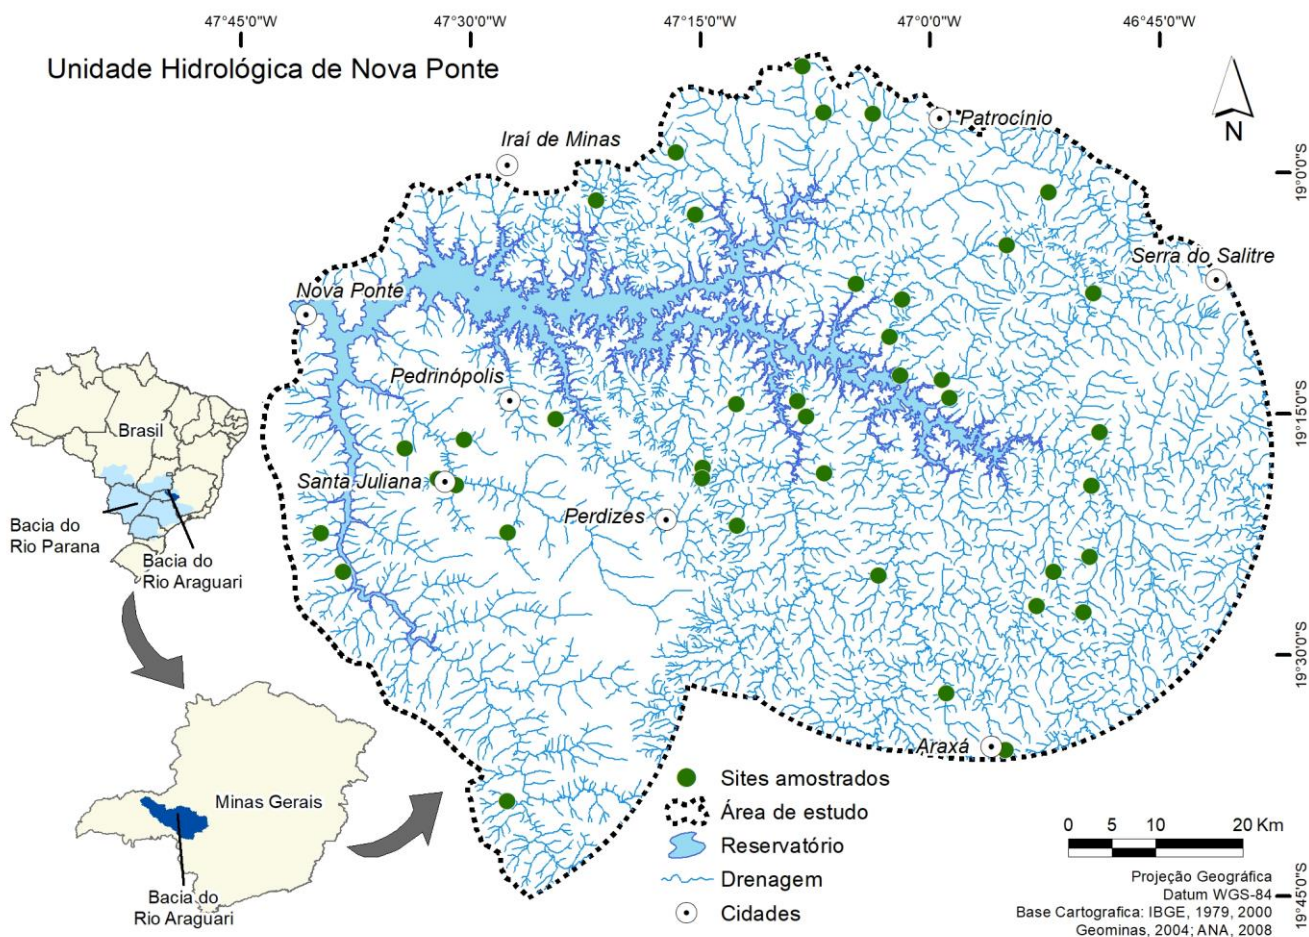 47°45'0"W
47°30'0"W
47°15'0"W
47°0'0"W
46°45'0"W
Unidade Hidrológica de Nova Ponte
N
Patrocínio
Iraí de Minas
19°0'0"S
Serra do Salitre
Nova Ponte
Pedrinópolis
19°15'0"S
Brasil
Santa Juliana
Perdizes
Bacia do
Rio Parana
Bacia do
Rio Araguari
19°30'0"S
Araxá
Minas Gerais
Bacia do
Rio Araguari
Sites amostrados
Área de estudo
Reservatório
Drenagem
Cidades
0 5 10 20 Km
Projeção Geográfica
Datum WGS-84
Base Cartografica: IBGE, 1979, 2000
Geominas, 2004; ANA, 2008
19°45'0"S